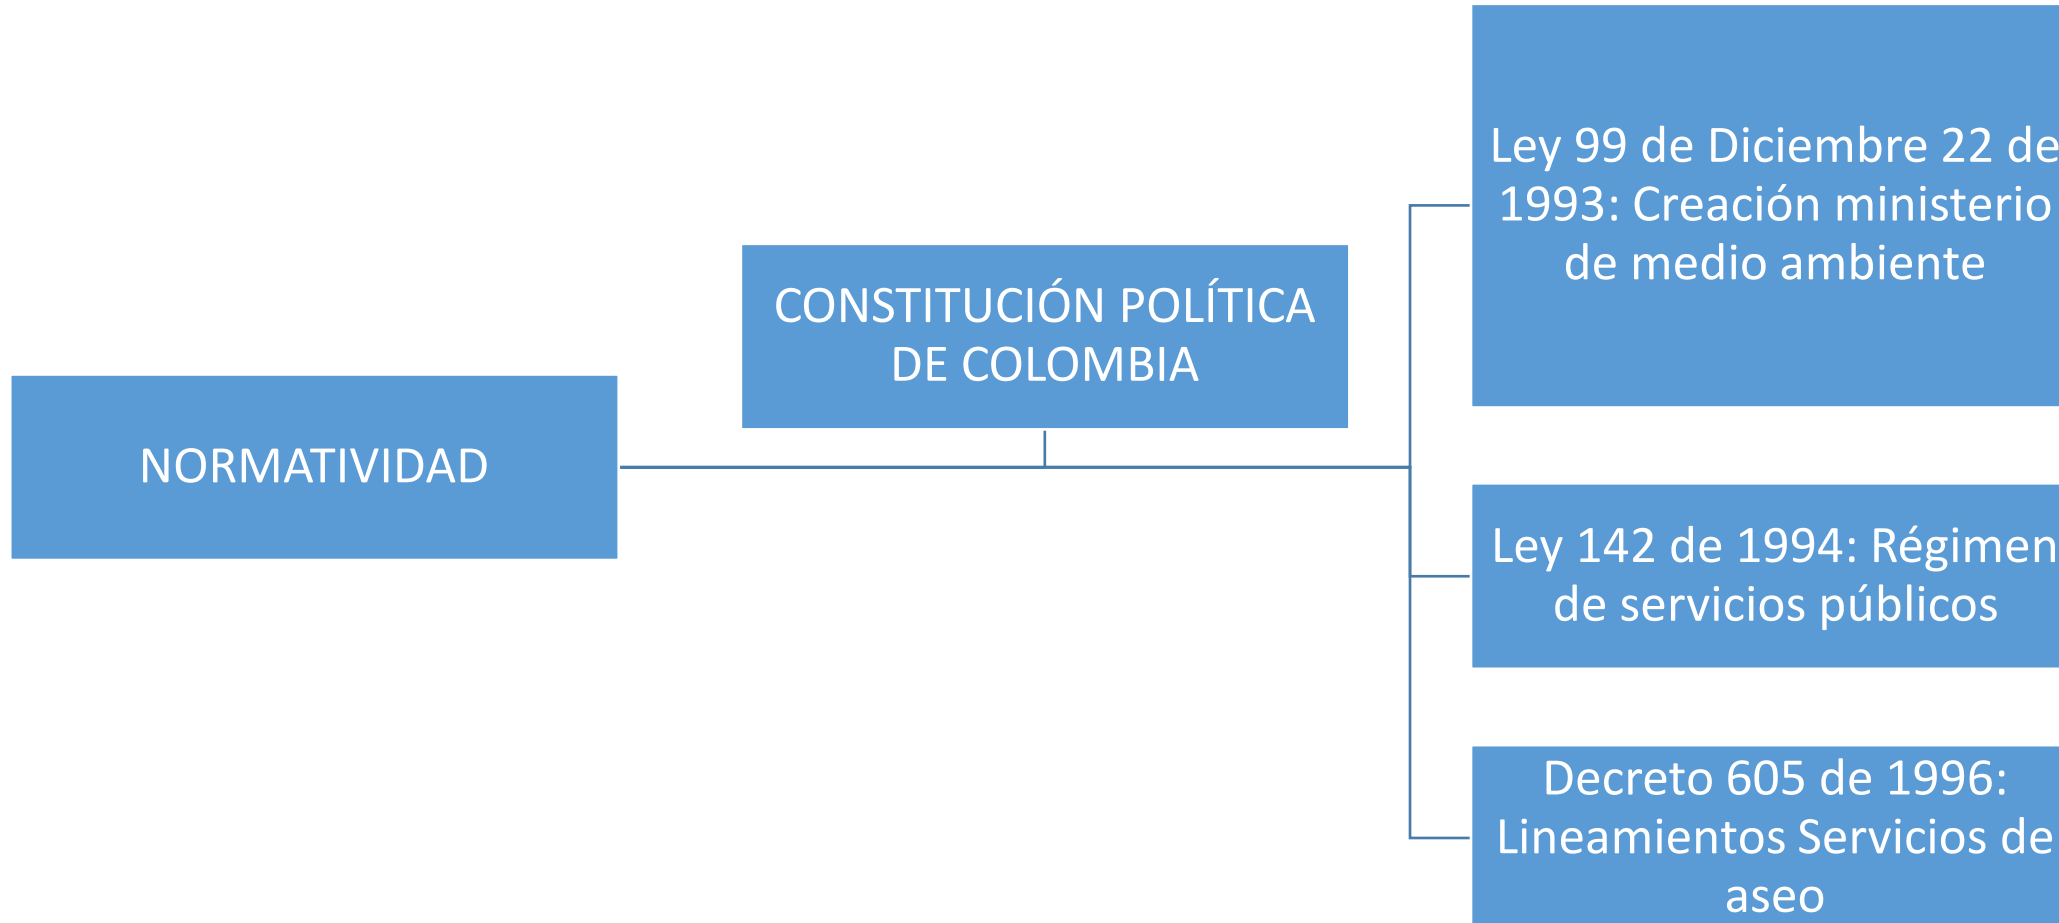 NORMATIVIDAD
CONSTITUCIÓN POLÍTICA
DE COLOMBIA
Ley 99 de Diciembre 22 de
1993: Creación ministerio
de medio ambiente
Ley 142 de 1994: Régimen
de servicios públicos
Decreto 605 de 1996:
Lineamientos Servicios de
aseo